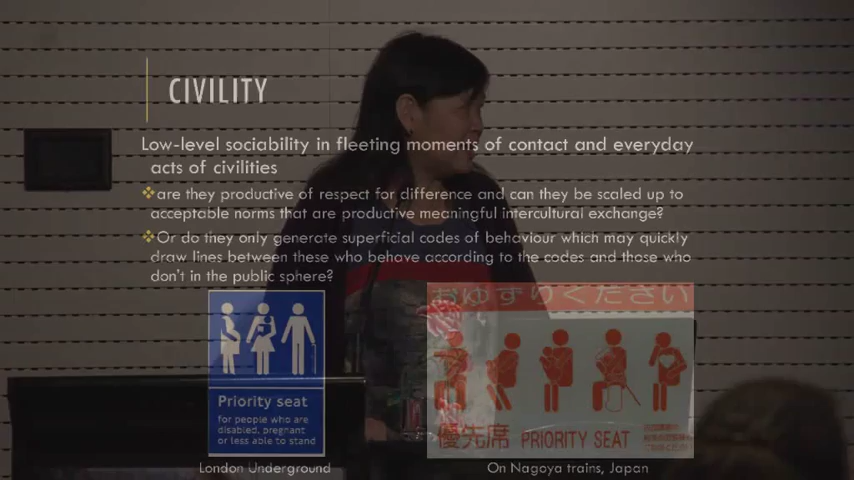 CIVILITY
Low-level sociability in fleeting moments of contact and everyday
acts of civilities
are they productive of respect for difference and can they be scaled up to
acceptable norms that are productive meaningful intercultural exchange?
Or do they only generate superficial codes of behaviour which may quickly
draw lines between these who behave according to the codes and those who
don't in the public sphere?
おゆずりください
Priority seat
for people who are
disabled, pregnant
or less able to stand
優先席 PRIORITY SEAT
London Underground
On Nagoya trains, Japan